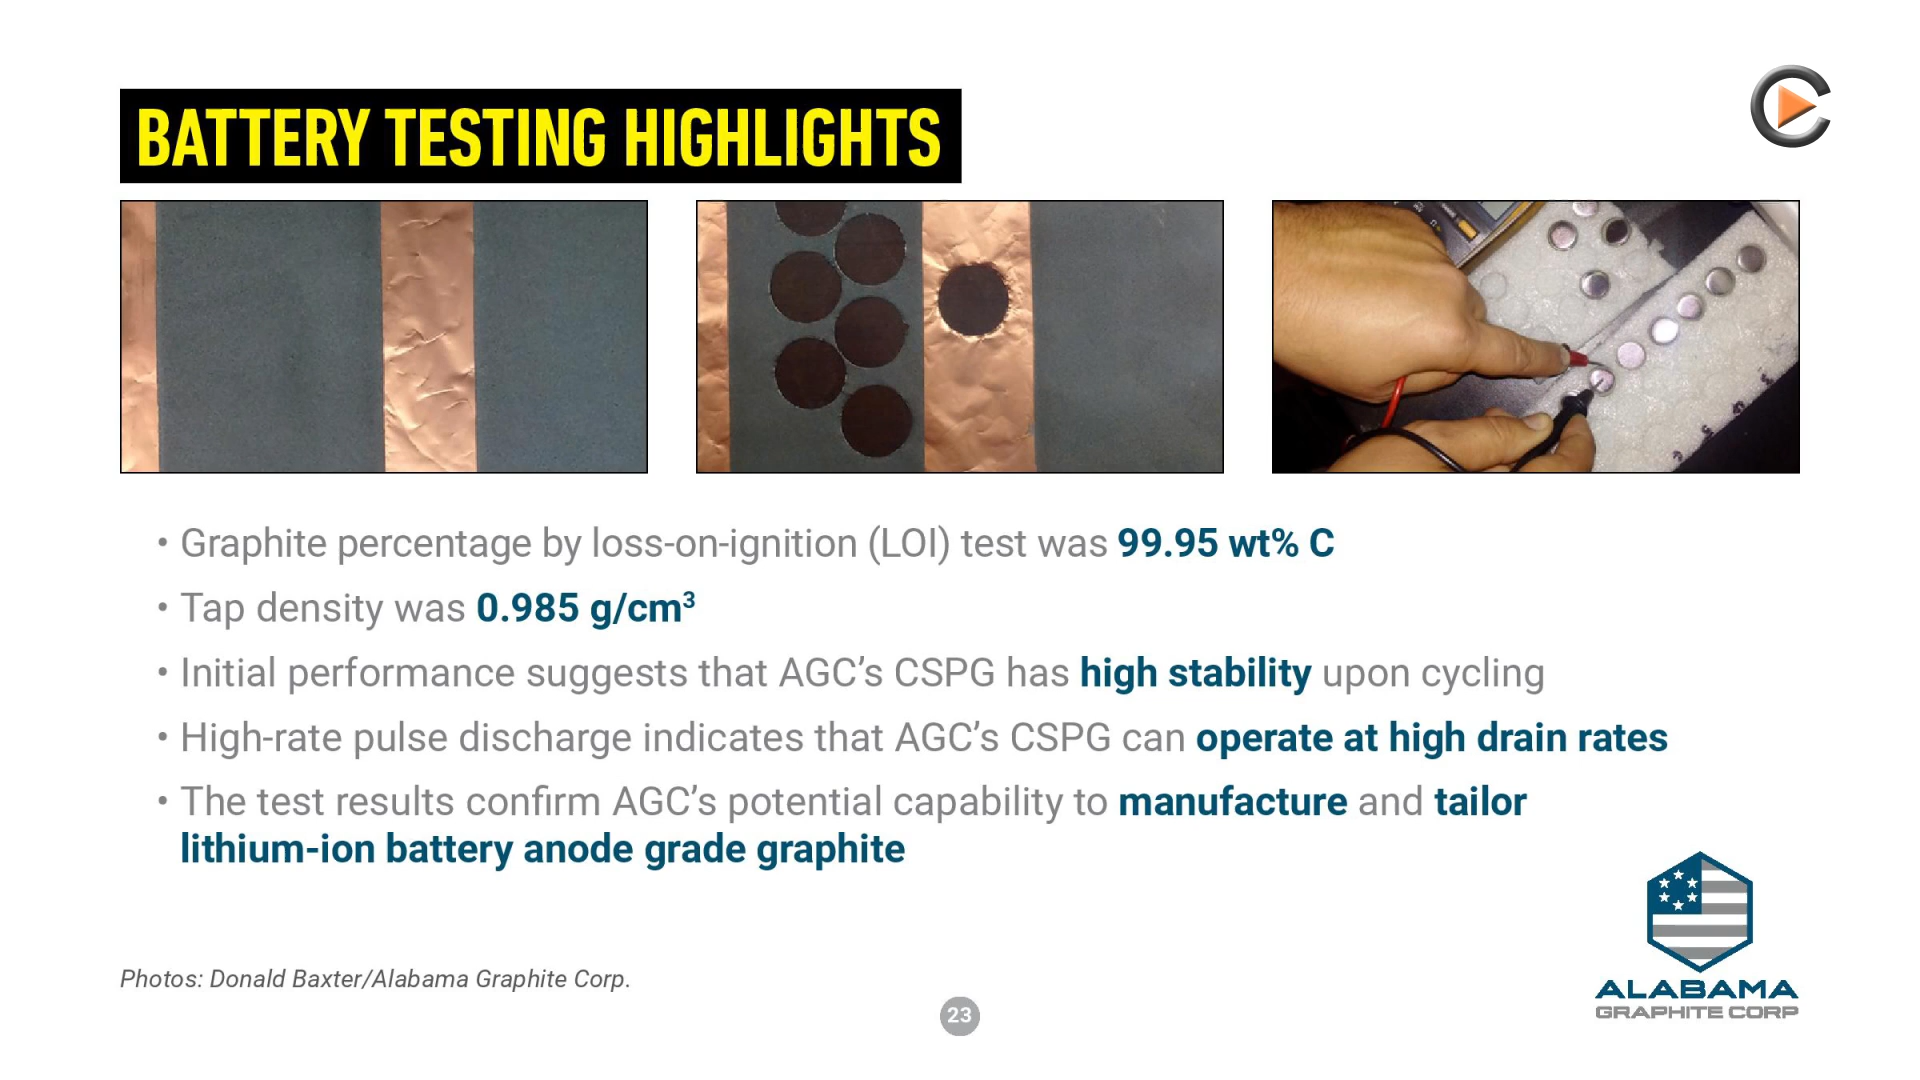 BATTERY TESTING HIGHLIGHTS
• Graphite percentage by loss-on-ignition (LOI) test was 99.95 wt% C
• Tap density was 0.985 g/cm³
• Initial performance suggests that AGC’s CSPG has high stability upon cycling
• High-rate pulse discharge indicates that AGC’s CSPG can operate at high drain rates
• The test results confirm AGC’s potential capability to manufacture and tailor
lithium-ion battery anode grade graphite
Photos: Donald Baxter/Alabama Graphite Corp.
23
ALABAMA
GRAPHITE CORP